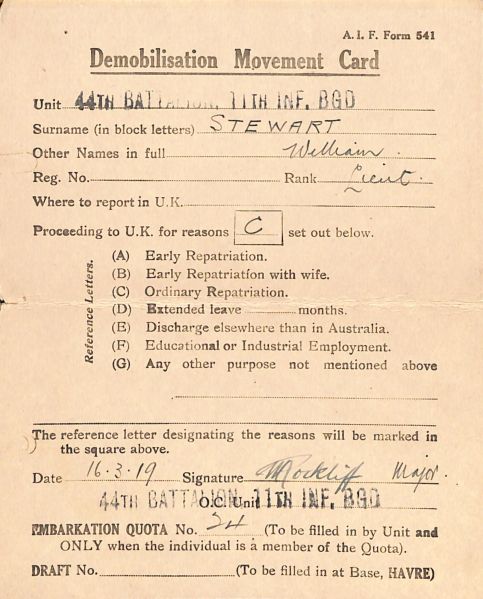 A. I. F. Form 541
Demobilisation Movement Card
Unit 44TH BATTALION, 11TH INF. BGD
Surname (in block letters) STEWART
Other Names in full William.
Reg. No. Rank Lieut.
Where to report in U.K.
Proceeding to U.K. for reasons C set out below.
Reference Letters.
(A) Early Repatriation.
(B) Early Repatriation with wife.
(C) Ordinary Repatriation.
(D) Extended leave months.
(E) Discharge elsewhere than in Australia.
(F) Educational or Industrial Employment.
(G) Any other purpose not mentioned above
The reference letter designating the reasons will be marked in
the square above.
Date 16.3.19 Signature Rockliff Major.
44TH BATTALION, 11TH INF. BGD
O.C. Unit
EMBARKATION QUOTA No. 24 (To be filled in by Unit and
ONLY when the individual is a member of the Quota).
DRAFT No. (To be filled in at Base, HAVRE)